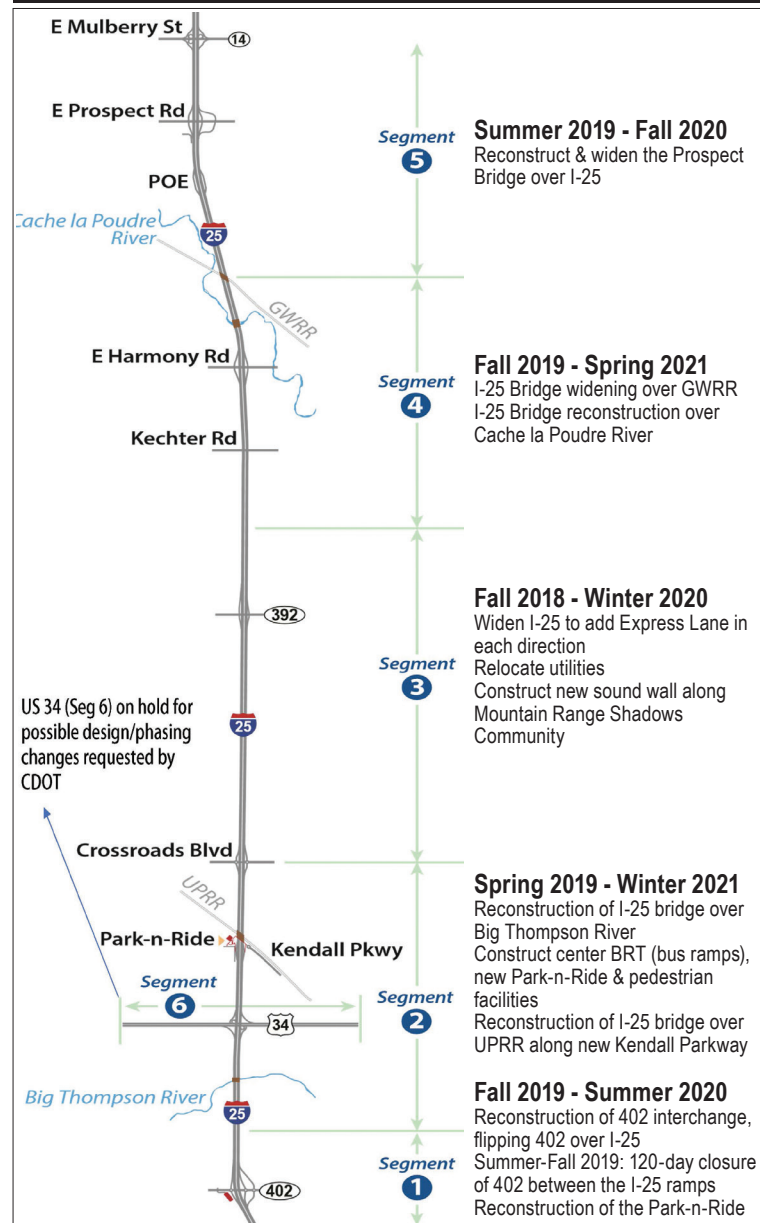 E Mulberry St
14
E Prospect Rd
Segment
5
Summer 2019 - Fall 2020
Reconstruct & widen the Prospect
Bridge over I-25
POE
Cache la Poudre
River
25
GWRR
E Harmony Rd
Segment
4
Fall 2019 - Spring 2021
I-25 Bridge widening over GWRR
I-25 Bridge reconstruction over
Cache la Poudre River
Kechter Rd
392
Segment
3
Fall 2018 - Winter 2020
Widen I-25 to add Express Lane in
each direction
Relocate utilities
Construct new sound wall along
Mountain Range Shadows
Community
US 34 (Seg 6) on hold for
possible design/phasing
changes requested by
CDOT
25
Crossroads Blvd
UPRR
Park-n-Ride
Kendall Pkwy
Segment
6
34
Segment
2
Spring 2019 - Winter 2021
Reconstruction of I-25 bridge over
Big Thompson River
Construct center BRT (bus ramps),
new Park-n-Ride & pedestrian
facilities
Reconstruction of I-25 bridge over
UPRR along new Kendall Parkway
Big Thompson River
25
402
Segment
1
Fall 2019 - Summer 2020
Reconstruction of 402 interchange,
flipping 402 over I-25
Summer-Fall 2019: 120-day closure
of 402 between the I-25 ramps
Reconstruction of the Park-n-Ride